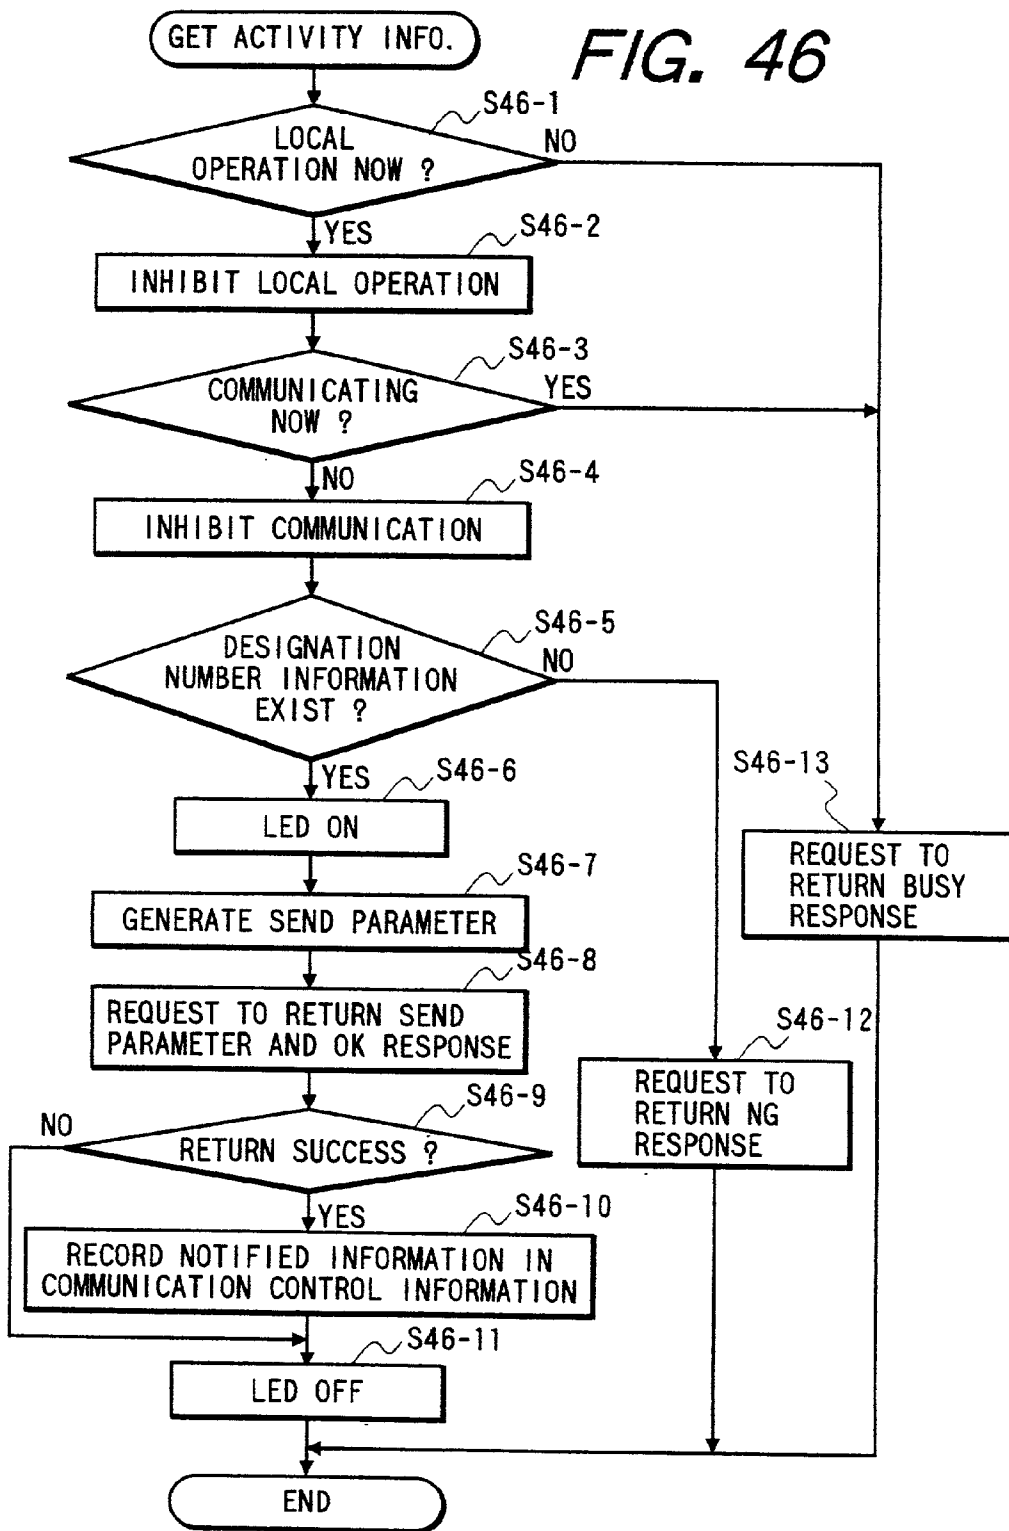 GET ACTIVITY INFO.
FIG. 46
S46-1
LOCAL
OPERATION NOW ?
NO
YES
S46-2
INHIBIT LOCAL OPERATION
S46-3
COMMUNICATING
NOW ?
YES
NO
S46-4
INHIBIT COMMUNICATION
S46-5
DESIGNATION
NUMBER INFORMATION
EXIST ?
NO
YES
S46-6
LED ON
S46-13
REQUEST TO
RETURN BUSY
RESPONSE
S46-7
GENERATE SEND PARAMETER
S46-8
REQUEST TO RETURN SEND
PARAMETER AND OK RESPONSE
S46-12
REQUEST TO
RETURN NG
RESPONSE
S46-9
NO
RETURN SUCCESS ?
YES
S46-10
RECORD NOTIFIED INFORMATION IN
COMMUNICATION CONTROL INFORMATION
S46-11
LED OFF
END